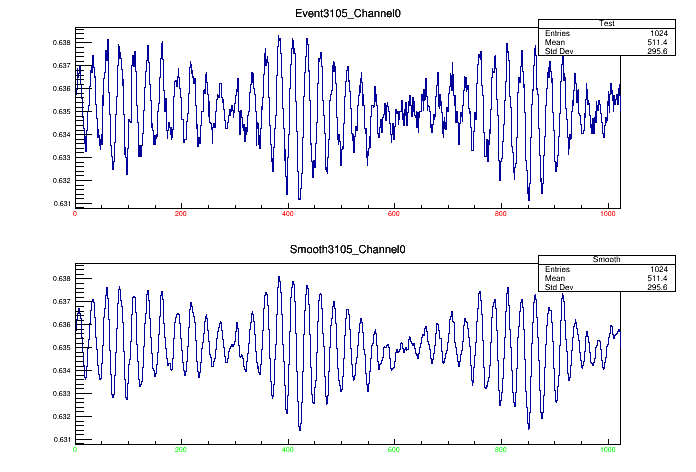 Event3105_Channel0
Test
Entries 1024
Mean 511.4
Std Dev 295.6
0.638
0.637
0.636
0.635
0.634
0.633
0.632
0.631
0 200 400 600 800 1000
Smooth3105_Channel0
Smooth
Entries 1024
Mean 511.4
Std Dev 295.6
0.638
0.637
0.636
0.635
0.634
0.633
0.632
0.631
0 200 400 600 800 1000